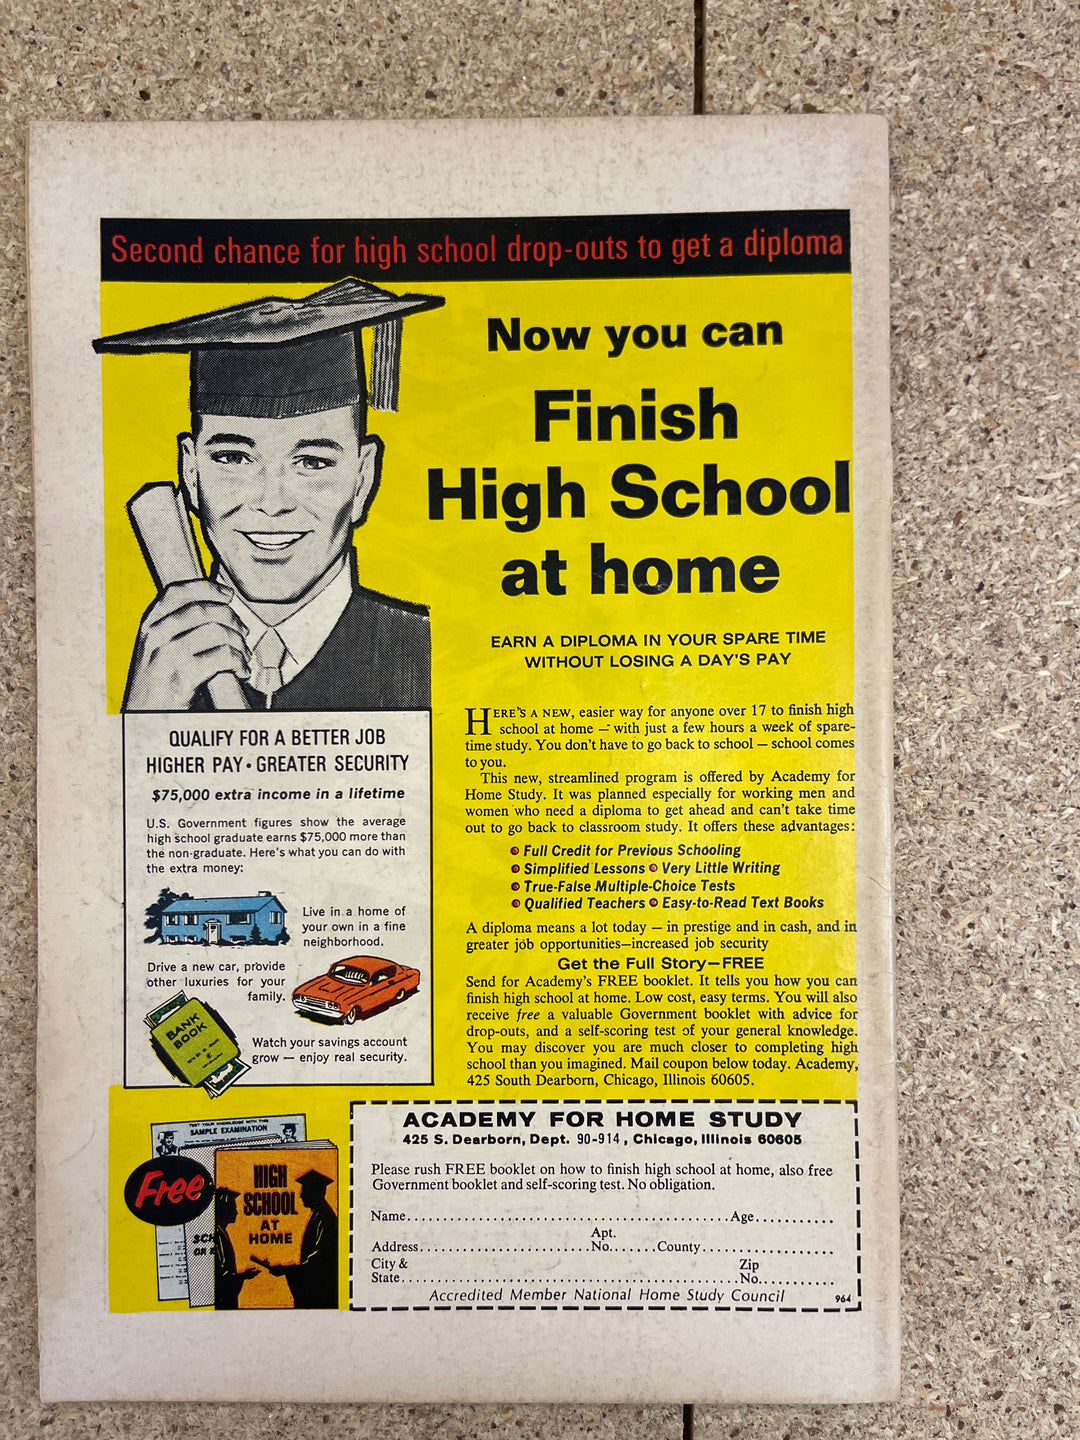 Second chance for high school drop-outs to get a diploma
Now you can
Finish
High School
at home
EARN A DIPLOMA IN YOUR SPARE TIME
WITHOUT LOSING A DAY'S PAY
HERE'S A NEW, easier way for anyone over 17 to finish high
school at home — with just a few hours a week of spare-
time study. You don't have to go back to school — school comes
to you.
This new, streamlined program is offered by Academy for
Home Study. It was planned especially for working men and
women who need a diploma to get ahead and can't take time
out to go back to classroom study. It offers these advantages:
• Full Credit for Previous Schooling
• Simplified Lessons • Very Little Writing
• True-False Multiple-Choice Tests
• Qualified Teachers • Easy-to-Read Text Books
A diploma means a lot today — in prestige and in cash, and in
greater job opportunities—increased job security
Get the Full Story—FREE
Send for Academy's FREE booklet. It tells you how you can
finish high school at home. Low cost, easy terms. You will also
receive free a valuable Government booklet with advice for
drop-outs, and a self-scoring test of your general knowledge.
You may discover you are much closer to completing high
school than you imagined. Mail coupon below today. Academy,
425 South Dearborn, Chicago, Illinois 60605.
QUALIFY FOR A BETTER JOB
HIGHER PAY • GREATER SECURITY
$75,000 extra income in a lifetime
U.S. Government figures show the average
high school graduate earns $75,000 more than
the non-graduate. Here's what you can do with
the extra money:
Live in a home of
your own in a fine
neighborhood.
Drive a new car, provide
other luxuries for your
family.
BANK
BOOK
Watch your savings account
grow — enjoy real security.
TEST YOUR KNOWLEDGE WITH THIS
SAMPLE EXAMINATION
Free
HIGH
SCHOOL
AT
HOME
ACADEMY FOR HOME STUDY
425 S. Dearborn, Dept. 90-914, Chicago, Illinois 60605
Please rush FREE booklet on how to finish high school at home, also free
Government booklet and self-scoring test. No obligation.
Name........................................Age...........
Apt.
Address.........................No.......County..................
City & Zip
State...........................................No..........
Accredited Member National Home Study Council 964